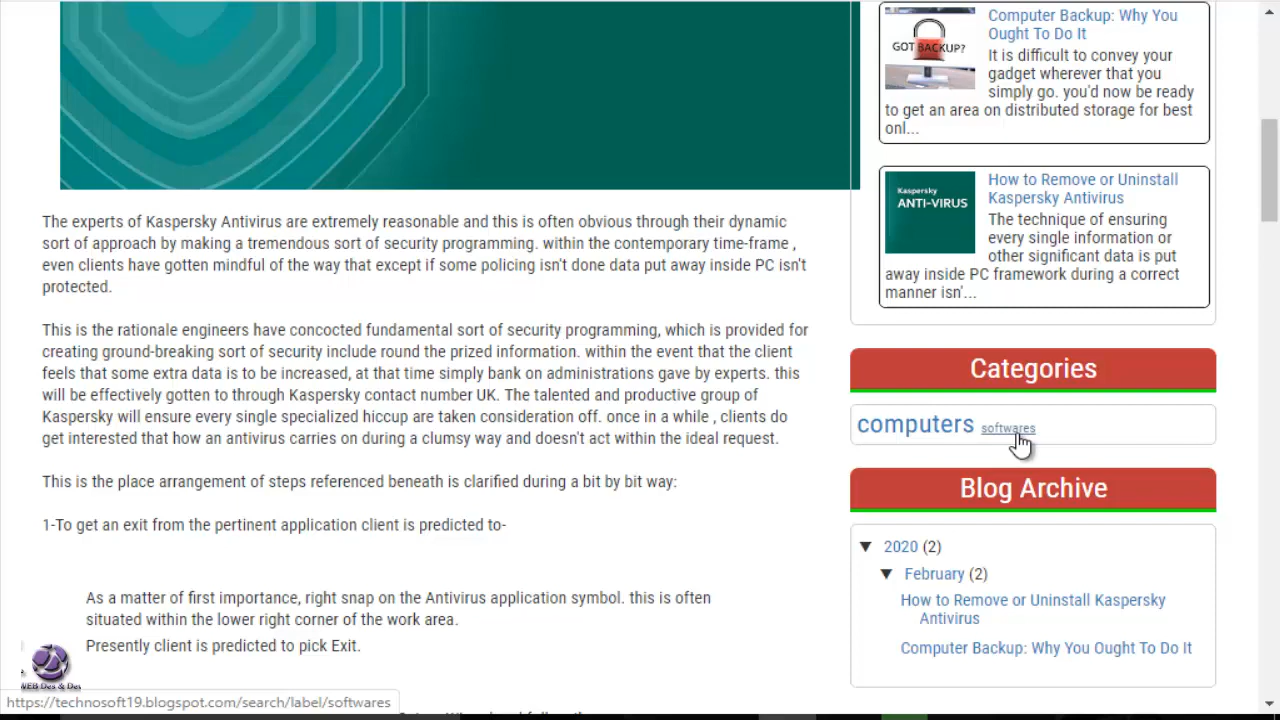 The experts of Kaspersky Antivirus are extremely reasonable and this is often obvious through their dynamic
sort of approach by making a tremendous sort of security programming. within the contemporary time-frame ,
even clients have gotten mindful of the way that except if some policing isn't done data put away inside PC isn't
protected.
This is the rationale engineers have concocted fundamental sort of security programming, which is provided for
creating ground-breaking sort of security include round the prized information. within the event that the client
feels that some extra data is to be increased, at that time simply bank on administrations gave by experts. this
will be effectively gotten to through Kaspersky contact number UK. The talented and productive group of
Kaspersky will ensure every single specialized hiccup are taken consideration off. once in a while , clients do
get interested that how an antivirus carries on during a clumsy way and doesn't act within the ideal request.
This is the place arrangement of steps referenced beneath is clarified during a bit by bit way:
1-To get an exit from the pertinent application client is predicted to-
As a matter of first importance, right snap on the Antivirus application symbol. this is often
situated within the lower right corner of the work area.
Presently client is predicted to pick Exit.
WEB Des & Des
https://technosoft19.blogspot.com/search/label/softwares
GOT BACKUP?
Computer Backup: Why You
Ought To Do It
It is difficult to convey your
gadget wherever that you
simply go. you'd now be ready
to get an area on distributed storage for best
onl...
Kaspersky
ANTI-VIRUS
How to Remove or Uninstall
Kaspersky Antivirus
The technique of ensuring
every single information or
other significant data is put
away inside PC framework during a correct
manner isn'...
Categories
computers softwares
Blog Archive
▼ 2020 (2)
▼ February (2)
How to Remove or Uninstall Kaspersky
Antivirus
Computer Backup: Why You Ought To Do It